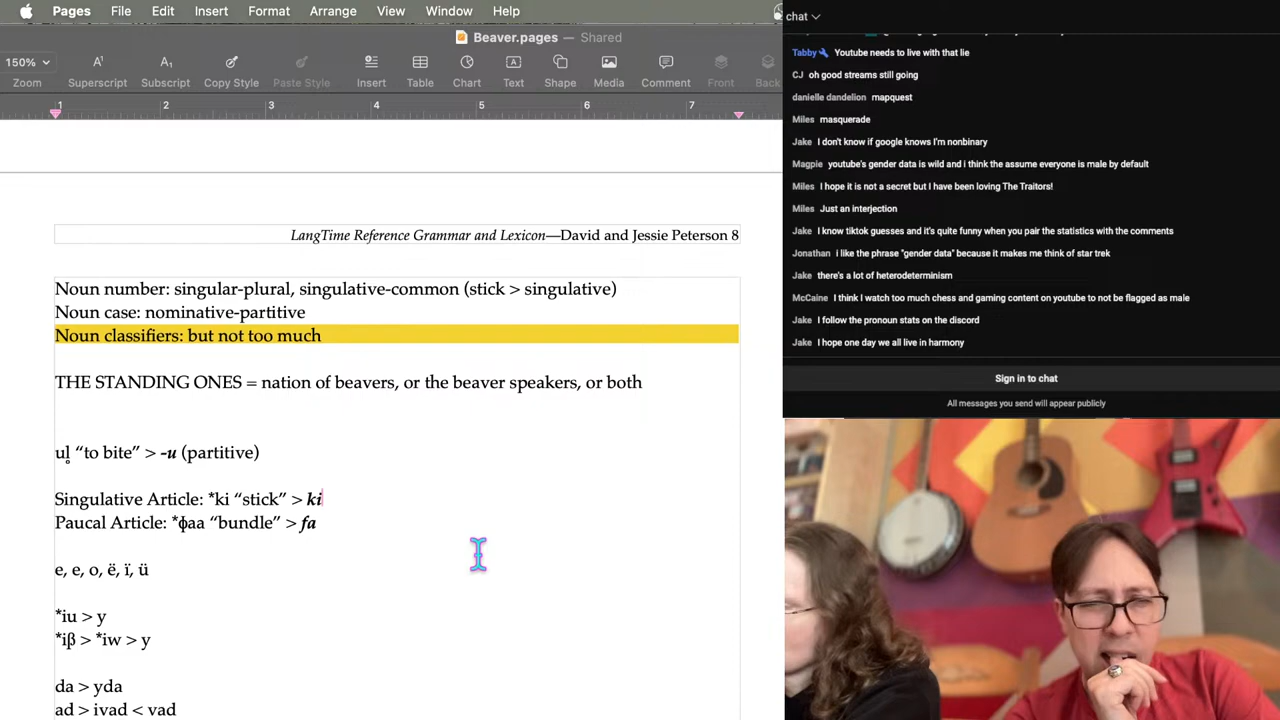 Pages File Edit Insert Format Arrange View Window Help
Beaver.pages — Shared
150%
Zoom Superscript Subscript Copy Style Paste Style Insert Table Chart Text Shape Media Comment Front Back
1 2 3 4 5 6 7
LangTime Reference Grammar and Lexicon—David and Jessie Peterson 8
Noun number: singular-plural, singulative-common (stick > singulative)
Noun case: nominative-partitive
Noun classifiers: but not too much
THE STANDING ONES = nation of beavers, or the beaver speakers, or both
ul̥ “to bite” > -u (partitive)
Singulative Article: *ki “stick” > ki
Paucal Article: *ɸaa “bundle” > fa
e, e, o, ë, ï, ü
*iu > y
*iβ > *iw > y
da > yda
ad > ivad < vad
chat
Tabby Youtube needs to live with that lie
CJ oh good streams still going
danielle dandelion mapquest
Miles masquerade
Jake I don't know if google knows I'm nonbinary
Magpie youtube's gender data is wild and i think the assume everyone is male by default
Miles I hope it is not a secret but I have been loving The Traitors!
Miles Just an interjection
Jake I know tiktok guesses and it's quite funny when you pair the statistics with the comments
Jonathan i like the phrase "gender data" because it makes me think of star trek
Jake there's a lot of heterodeterminism
McCaine I think I watch too much chess and gaming content on youtube to not be flagged as male
Jake I follow the pronoun stats on the discord
Jake I hope one day we all live in harmony
Sign in to chat
All messages you send will appear publicly